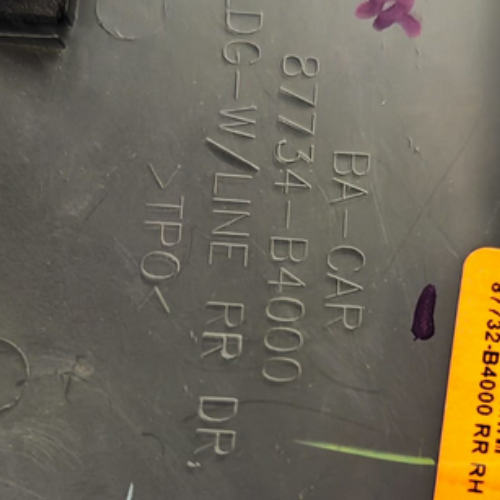 BA-CAR
87734-B4000
LDG-W/LINE RR DR
>TPO<
87732-B4000 RR RH